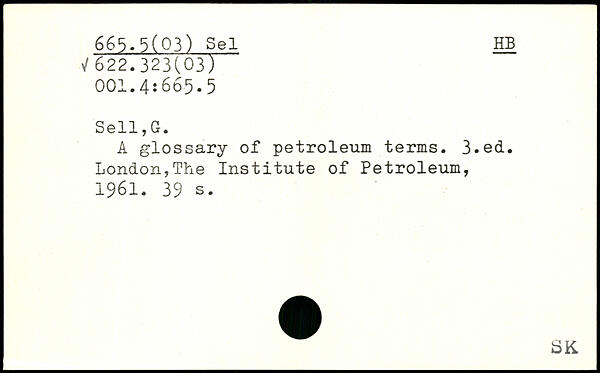 665.5(03) Sel HB
√622.323(03)
001.4:665.5
Sell,G.
A glossary of petroleum terms. 3.ed.
London,The Institute of Petroleum,
1961. 39 s.
SK